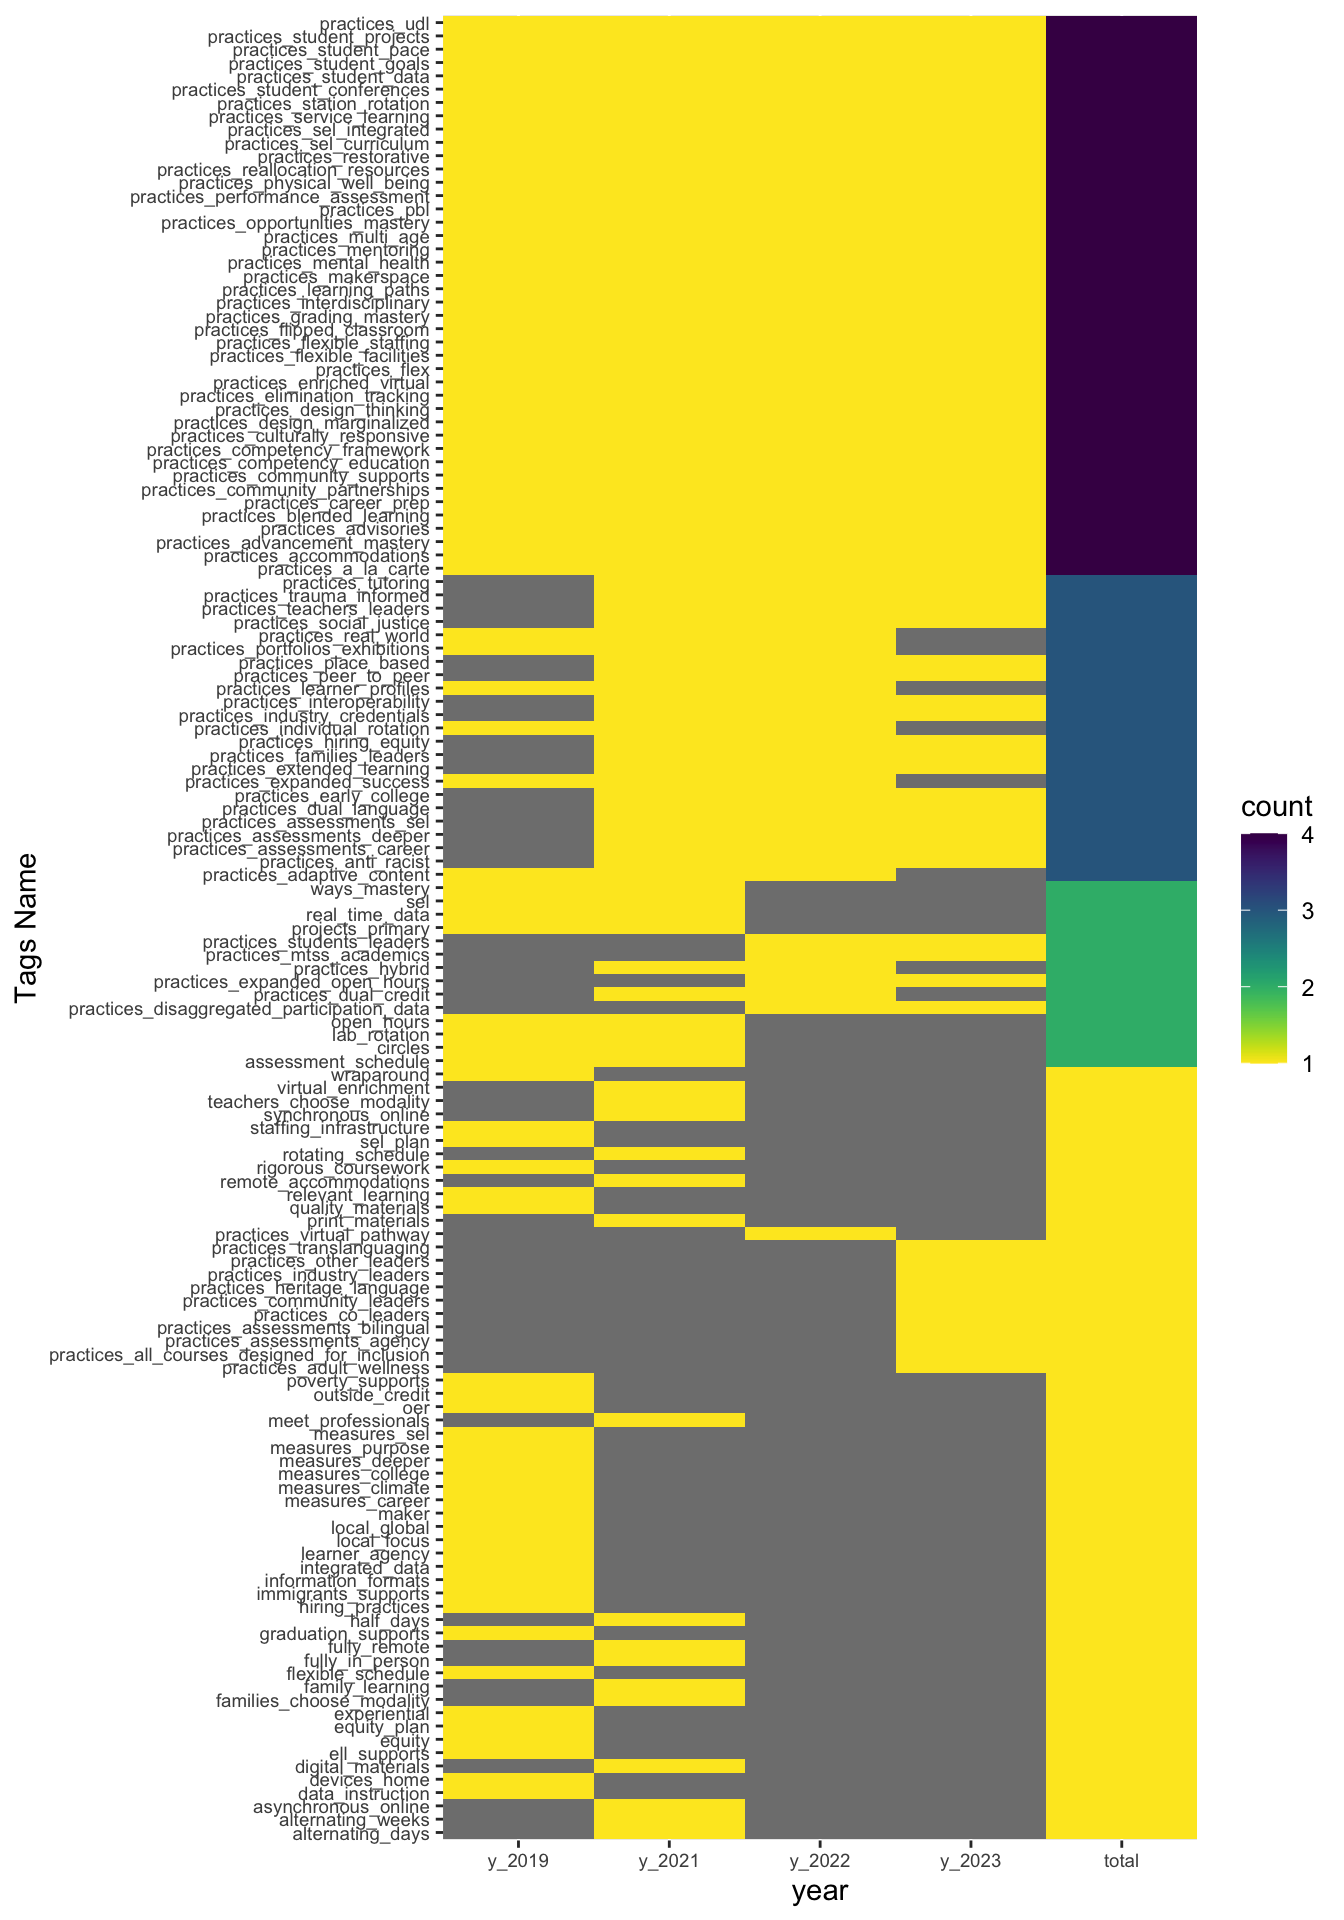 practices_udl
practices_student_projects
practices_student_pace
practices_student_goals
practices_student_data
practices_student_conferences
practices_station_rotation
practices_service_learning
practices_sel_integrated
practices_sel_curriculum
practices_restorative
practices_reallocation_resources
practices_physical_well_being
practices_performance_assessment
practices_pbl
practices_opportunities_mastery
practices_multi_age
practices_mentoring
practices_mental_health
practices_makerspace
practices_learning_paths
practices_interdisciplinary
practices_grading_mastery
practices_flipped_classroom
practices_flexible_staffing
practices_flexible_facilities
practices_flex
practices_enriched_virtual
practices_elimination_tracking
practices_design_thinking
practices_design_marginalized
practices_culturally_responsive
practices_competency_framework
practices_competency_education
practices_community_supports
practices_community_partnerships
practices_career_prep
practices_blended_learning
practices_advisories
practices_advancement_mastery
practices_accommodations
practices_a_la_carte
practices_tutoring
practices_trauma_informed
practices_teachers_leaders
practices_social_justice
practices_real_world
practices_portfolios_exhibitions
practices_place_based
practices_peer_to_peer
practices_learner_profiles
practices_interoperability
practices_industry_credentials
practices_individual_rotation
practices_hiring_equity
practices_families_leaders
practices_extended_learning
practices_expanded_success
practices_early_college
practices_dual_language
practices_assessments_sel
practices_assessments_deeper
practices_assessments_career
practices_anti_racist
practices_adaptive_content
ways_mastery
sel
real_time_data
projects_primary
practices_students_leaders
practices_mtss_academics
practices_hybrid
practices_expanded_open_hours
practices_dual_credit
practices_disaggregated_participation_data
open_hours
lab_rotation
circles
assessment_schedule
wraparound
virtual_enrichment
teachers_choose_modality
synchronous_online
staffing_infrastructure
sel_plan
rotating_schedule
rigorous_coursework
remote_accommodations
relevant_learning
quality_materials
print_materials
practices_virtual_pathway
practices_translanguaging
practices_other_leaders
practices_industry_leaders
practices_heritage_language
practices_community_leaders
practices_co_leaders
practices_assessments_bilingual
practices_assessments_agency
practices_all_courses_designed_for_inclusion
practices_adult_wellness
poverty_supports
outside_credit
oer
meet_professionals
measures_sel
measures_purpose
measures_deeper
measures_college
measures_climate
measures_career
maker
local_global
local_focus
learner_agency
integrated_data
information_formats
immigrants_supports
hiring_practices
half_days
graduation_supports
fully_remote
fully_in_person
flexible_schedule
family_learning
families_choose_modality
experiential
equity_plan
equity
ell_supports
digital_materials
devices_home
data_instruction
asynchronous_online
alternating_weeks
alternating_days
Tags Name
y_2019
y_2021
y_2022
y_2023
total
year
count
4
3
2
1